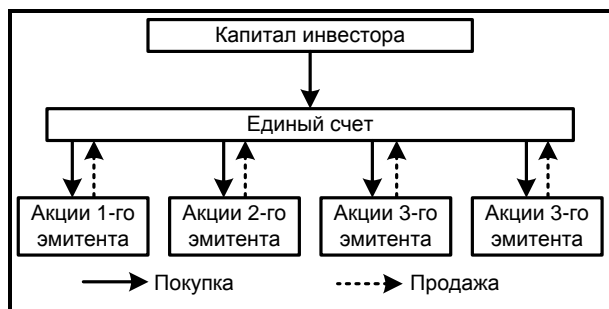 Капитал инвестора
Единый счет
Акции 1-го эмитента
Акции 2-го эмитента
Акции 3-го эмитента
Акции 3-го эмитента
Покупка
Продажа